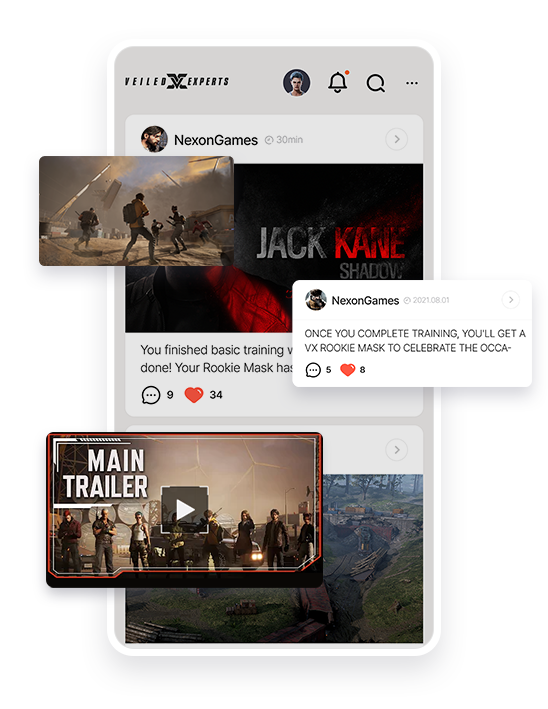 VEILED EXPERTS
NexonGames 30min
JACK KANE
SHADOW
NexonGames 2021.08.01
ONCE YOU COMPLETE TRAINING, YOU'LL GET A
VX ROOKIE MASK TO CELEBRATE THE OCCA-
5 8
You finished basic training
done! Your Rookie Mask has
9 34
MAIN
TRAILER